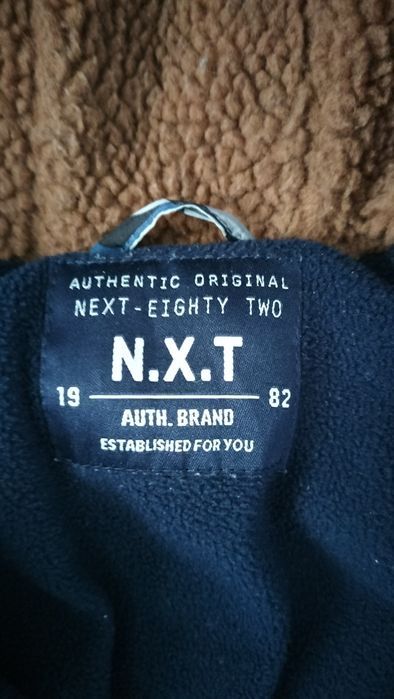 AUTHENTIC ORIGINAL
NEXT-EIGHTY TWO
N.X.T
19 82
AUTH. BRAND
ESTABLISHED FOR YOU